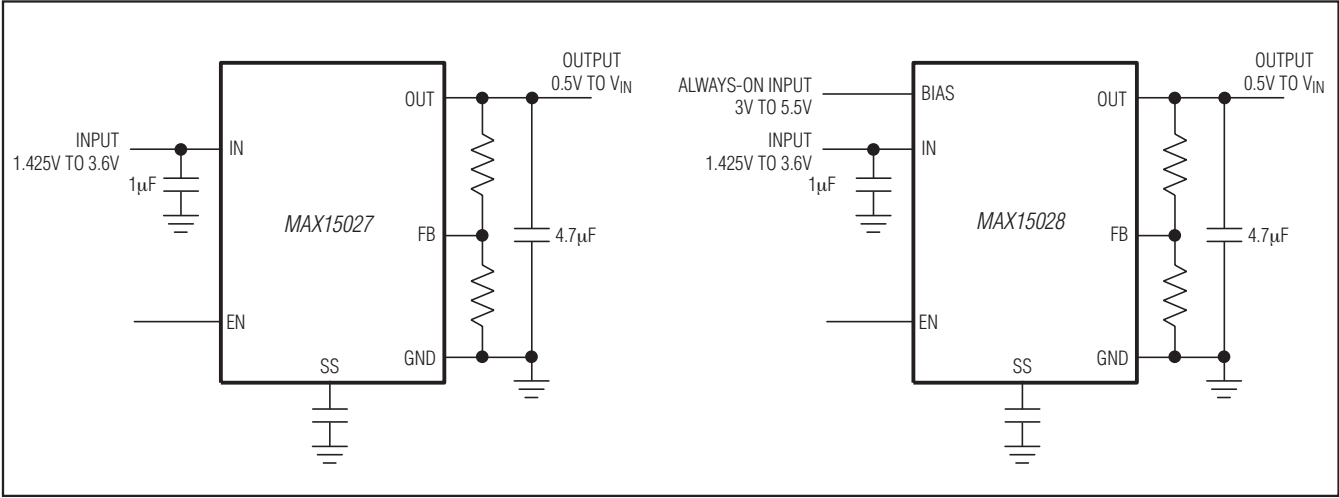 OUTPUT
0.5V TO VIN
OUT
INPUT
1.425V TO 3.6V
IN
1µF
MAX15027
FB
4.7µF
EN
GND
SS
OUTPUT
0.5V TO VIN
ALWAYS-ON INPUT
3V TO 5.5V
BIAS
OUT
INPUT
1.425V TO 3.6V
IN
1µF
MAX15028
FB
4.7µF
EN
GND
SS